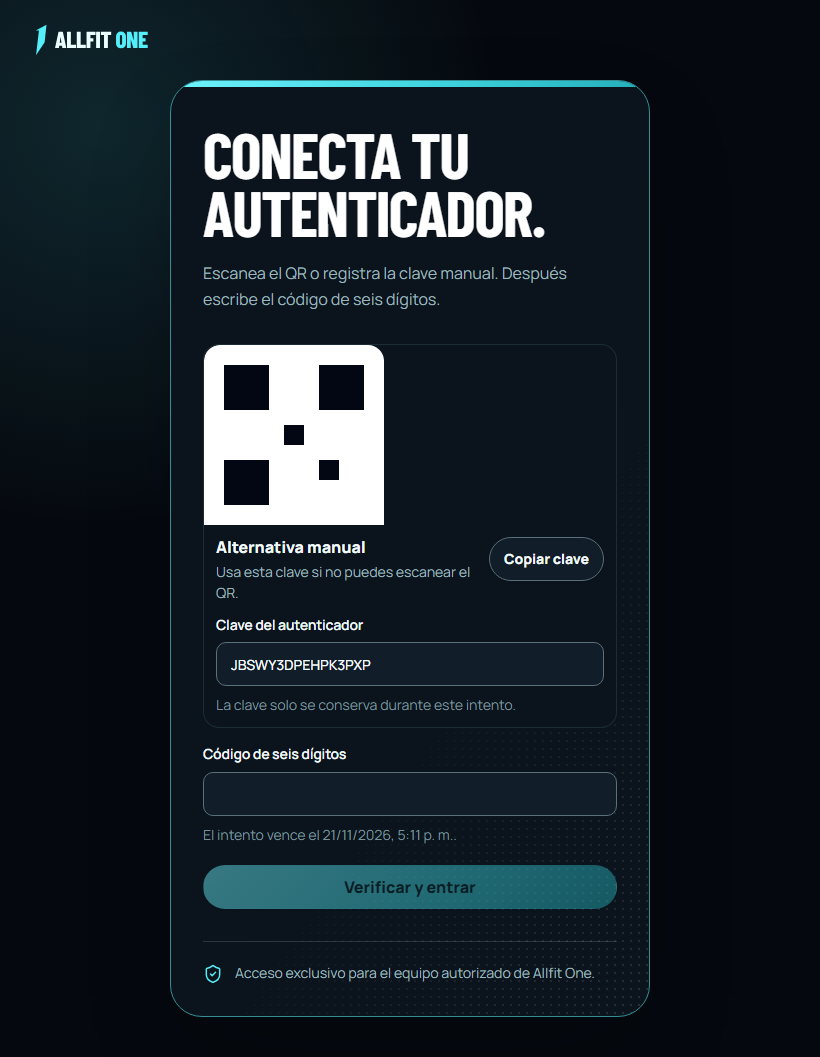 ALLFIT ONE
CONECTA TU
AUTENTICADOR.
Escanea el QR o registra la clave manual. Después
escribe el código de seis dígitos.
Alternativa manual
Usa esta clave si no puedes escanear el
QR.
Copiar clave
Clave del autenticador
JBSWY3DPEHPK3PXP
La clave solo se conserva durante este intento.
Código de seis dígitos
El intento vence el 21/11/2026, 5:11 p. m..
Verificar y entrar
Acceso exclusivo para el equipo autorizado de Allfit One.